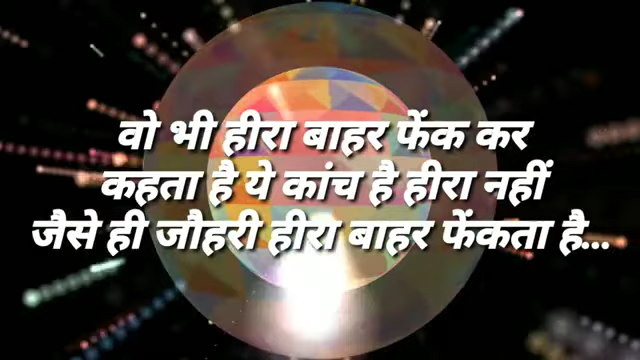 वो भी हीरा बाहर फेंक कर
कहता है ये कांच है हीरा नहीं
जैसे ही जौहरी हीरा बाहर फेंकता है...